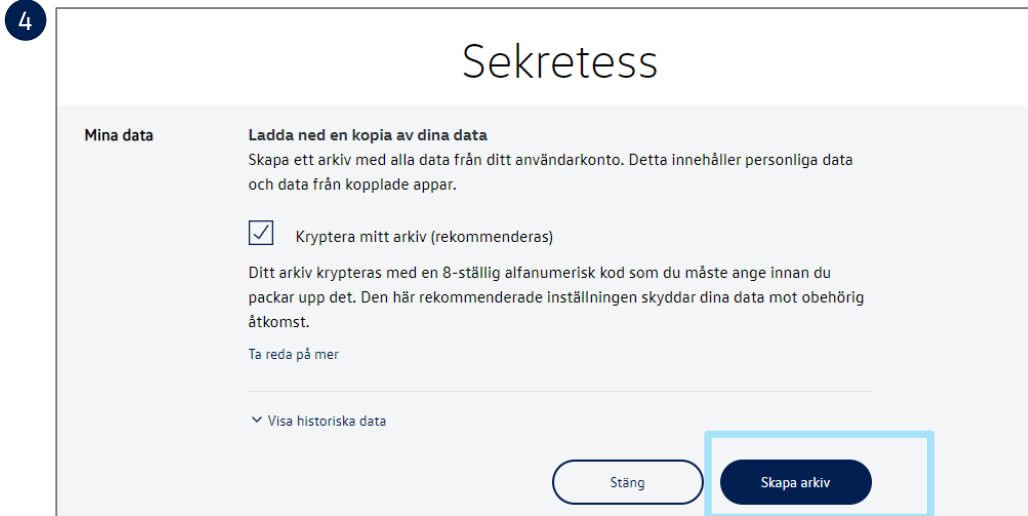 4
Sekretess
Mina data
Ladda ned en kopia av dina data
Skapa ett arkiv med alla data från ditt användarkonto. Detta innehåller personliga data
och data från kopplade appar.
Kryptera mitt arkiv (rekommenderas)
Ditt arkiv krypteras med en 8-ställig alfanumerisk kod som du måste ange innan du
packar upp det. Den här rekommenderade inställningen skyddar dina data mot obehörig
åtkomst.
Ta reda på mer
Visa historiska data
Stäng
Skapa arkiv